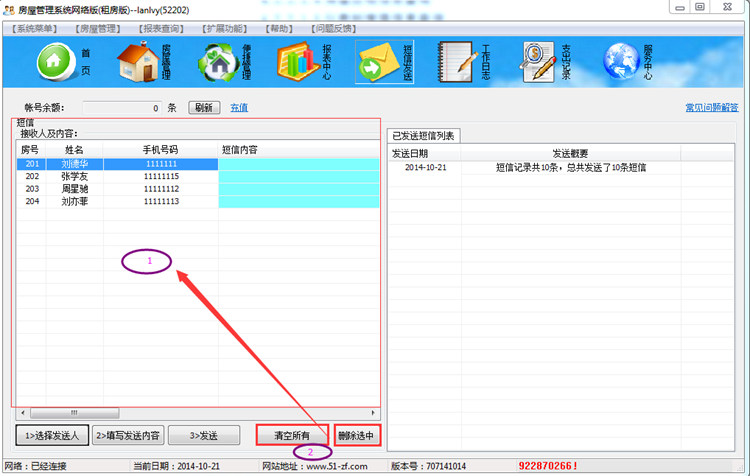 房屋管理系统网络版(租房版)--lanlvy(52202)
【系统菜单】 【房屋管理】 【报表查询】 【扩展功能】 【帮助】 【问题反馈】
首页 房屋管理 便捷管理 报表中心 短信发送 工作日志 支出记录 服务中心
帐号余额: 0 条 刷新 充值 常见问题解答
短信
接收人及内容:
房号 姓名 手机号码 短信内容
201 刘德华 1111111
202 张学友 11111115
203 周星驰 11111112
204 刘亦菲 11111113
1
已发送短信列表
发送日期 发送概要
2014-10-21 短信记录共10条，总共发送了10条短信
1>选择发送人 2>填写发送内容 3>发送 清空所有 删除选中
2
网络：已经连接 当前日期：2014-10-21 网站地址：www.51-zf.com 版本号：707141014 922870266!